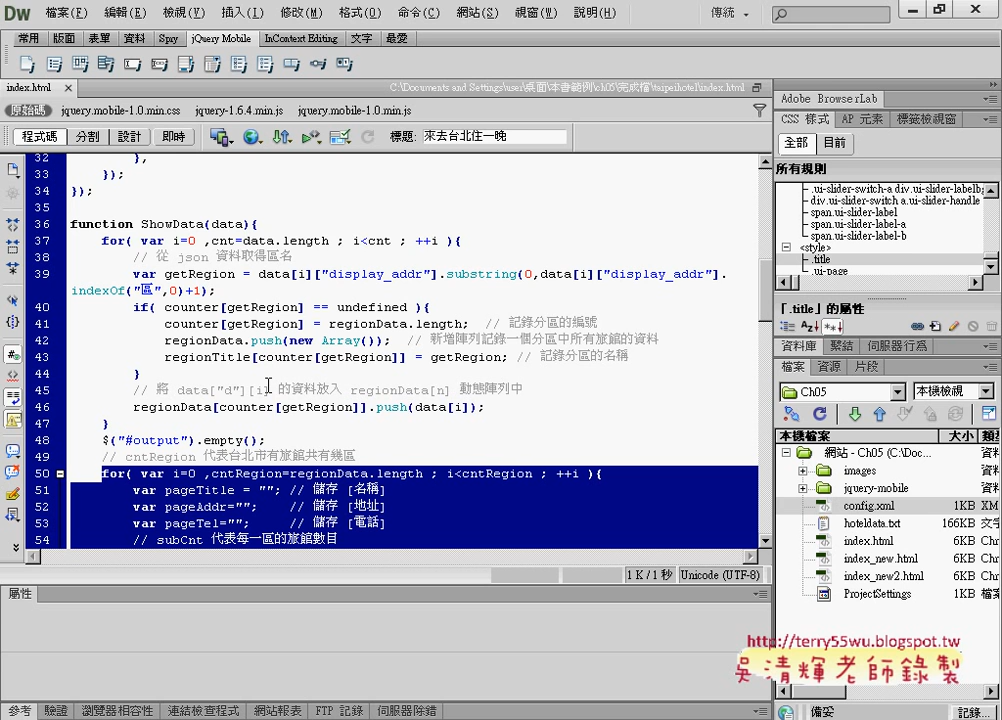 Dw 檔案(F) 編輯(E) 檢視(V) 插入(I) 修改(M) 格式(O) 命令(C) 網站(S) 視窗(W) 說明(H) 傳統
常用 版面 表單 資料 Spry jQuery Mobile InContext Editing 文字 最愛
index.html C:\Documents and Settings\user\桌面\本書範例\ch05\完成檔\taipeihotel\index.html
原始碼 jquery.mobile-1.0.min.css jquery-1.6.4.min.js jquery.mobile-1.0.min.js
程式碼 分割 設計 即時 標題: 來去台北住一晚
32 },
33 });
34 });
35
36 function ShowData(data){
37 for( var i=0 ,cnt=data.length ; i<cnt ; ++i ){
38 // 從 json 資料取得區名
39 var getRegion = data[i]["display_addr"].substring(0,data[i]["display_addr"].
indexOf("區",0)+1);
40 if( counter[getRegion] == undefined ){
41 counter[getRegion] = regionData.length; // 記錄分區的編號
42 regionData.push(new Array()); // 新增陣列記錄一個分區中所有旅館的資料
43 regionTitle[counter[getRegion]] = getRegion; // 記錄分區的名稱
44 }
45 // 將 data["d"][i] 的資料放入 regionData[n] 動態陣列中
46 regionData[counter[getRegion]].push(data[i]);
47 }
48 $("#output").empty();
49 // cntRegion 代表台北市有旅館共有幾區
50 for( var i=0 ,cntRegion=regionData.length ; i<cntRegion ; ++i ){
51 var pageTitle = ""; // 儲存 [名稱]
52 var pageAddr=""; // 儲存 [地址]
53 var pageTel=""; // 儲存 [電話]
54 // subCnt 代表每一區的旅館數目
1 K / 1 秒 Unicode (UTF-8)
屬性
參考 驗證 瀏覽器相容性 連結檢查程式 網站報表 FTP 記錄 伺服器除錯
Adobe BrowserLab
CSS 樣式 AP 元素 標籤檢視窗
全部 目前
所有規則
.ui-slider-switch-a div.ui-slider-labelb
div.ui-slider-switch a.ui-slider-handle
span.ui-slider-label
span.ui-slider-label-a
span.ui-slider-label-b
<style>
.title
.ui-page
「.title」的屬性
資料庫 繫結 伺服器行為
檔案 資源 片段
Ch05 本機檢視
本機檔案 大小 類
網站 - Ch05 (C:\Doc... 資
images 資
jquery-mobile 資
config.xml 1KB XM
hoteldata.txt 166KB 文字
index.html 6KB Chr
index_new.html 6KB Chr
index_new2.html 6KB Chr
ProjectSettings 1KB 檔
http://terry55wu.blogspot.tw
吳清輝老師錄製
備妥 記錄...